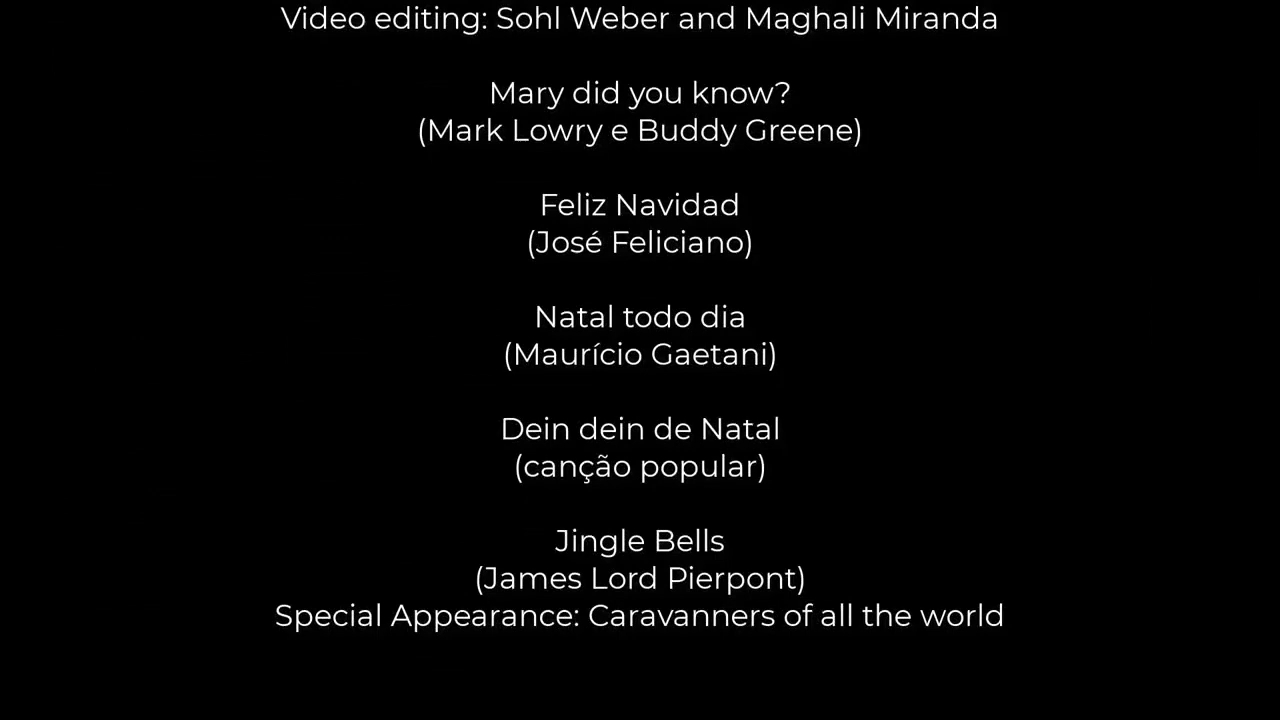 Video editing: Sohl Weber and Maghali Miranda
Mary did you know?
(Mark Lowry e Buddy Greene)
Feliz Navidad
(José Feliciano)
Natal todo dia
(Maurício Gaetani)
Dein dein de Natal
(canção popular)
Jingle Bells
(James Lord Pierpont)
Special Appearance: Caravanners of all the world